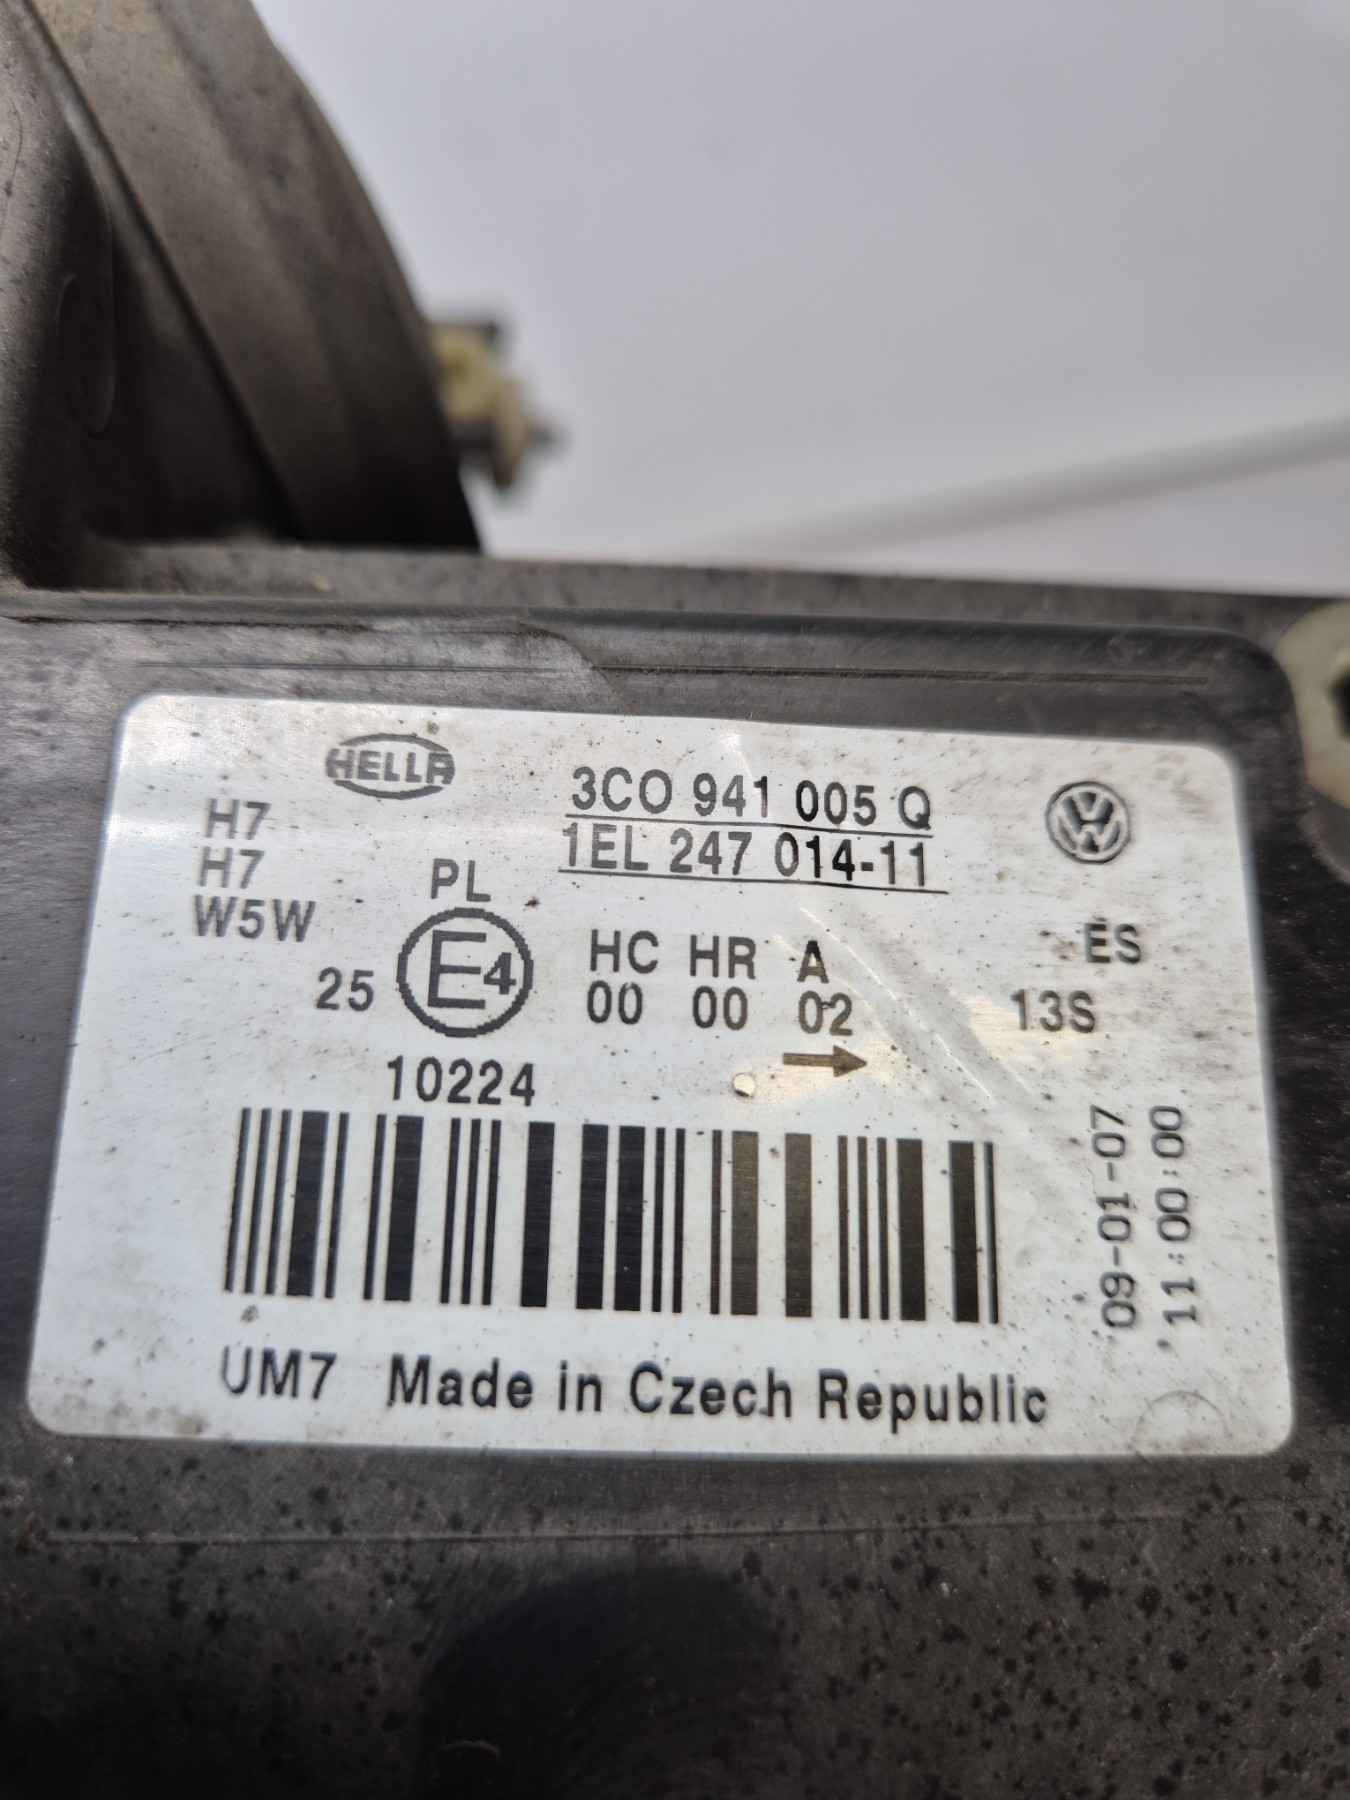 HELLA
3C0 941 005 Q
1EL 247 014-11
H7
H7
W5W
PL
25 E4
HC HR A
00 00 02
ES
13S
10224
09-01-07
11:00:00
UM7 Made in Czech Republic